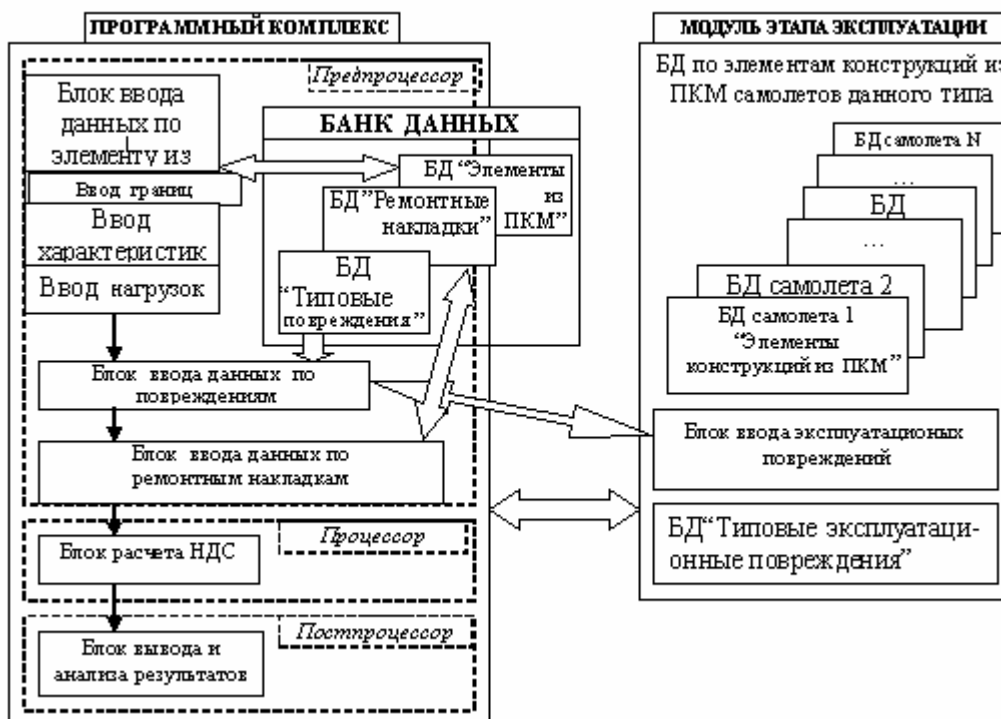 ПРОГРАММНЫЙ КОМПЛЕКС
Предпроцессор
Блок ввода
данных по
элементу из
Ввод границ
Ввод
характеристик
Ввод нагрузок
БАНК ДАННЫХ
БД “Элементы
из
ПКМ”
БД”Ремонтные
накладки”
БД
“Типовые
повреждения”
Блок ввода данных по
повреждениям
Блок ввода данных по
ремонтным накладкам
Процессор
Блок расчета НДС
Постпроцессор
Блок вывода и
анализа результатов
МОДУЛЬ ЭТАПА ЭКСПЛУАТАЦИИ
БД по элементам конструкций из
ПКМ самолетов данного типа
БД самолета N
...
БД
...
БД самолета 2
БД самолета 1
“Элементы
конструкций из ПКМ”
Блок ввода эксплуатационых
повреждений
БД“Типовые эксплуатаци-
онные повреждения”